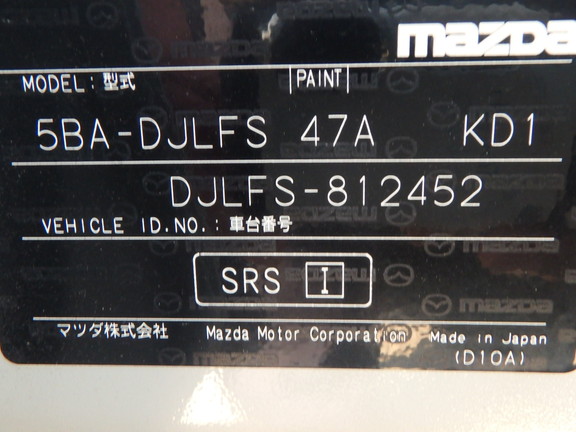 mazda
MODEL: 型式 |PAINT|
5BA-DJLFS 47A KD1
DJLFS-812452
VEHICLE ID.NO.: 車台番号
SRS I
マツダ株式会社 Mazda Motor Corporation Made in Japan
(D10A)